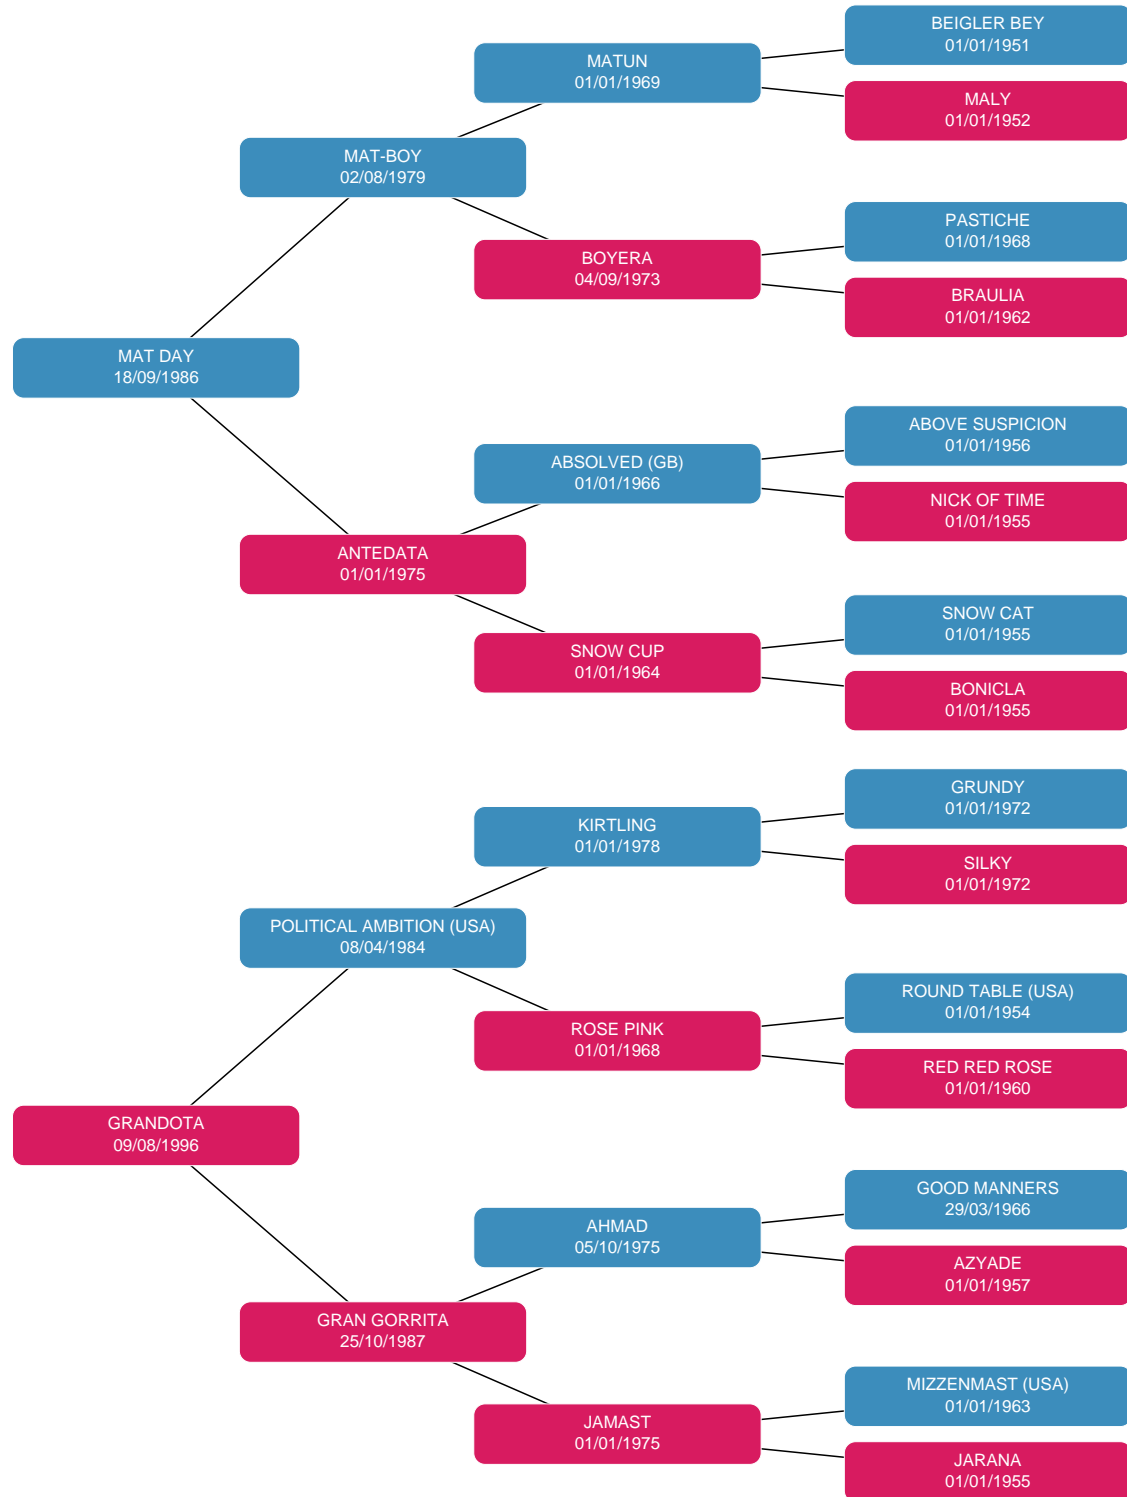 BEIGLER BEY
01/01/1951
MATUN
01/01/1969
MALY
01/01/1952
MAT-BOY
02/08/1979
PASTICHE
01/01/1968
BOYERA
04/09/1973
BRAULIA
01/01/1962
MAT DAY
18/09/1986
ABOVE SUSPICION
01/01/1956
ABSOLVED (GB)
01/01/1966
NICK OF TIME
01/01/1955
ANTEDATA
01/01/1975
SNOW CAT
01/01/1955
SNOW CUP
01/01/1964
BONICLA
01/01/1955
GRUNDY
01/01/1972
KIRTLING
01/01/1978
SILKY
01/01/1972
POLITICAL AMBITION (USA)
08/04/1984
ROUND TABLE (USA)
01/01/1954
ROSE PINK
01/01/1968
RED RED ROSE
01/01/1960
GRANDOTA
09/08/1996
GOOD MANNERS
29/03/1966
AHMAD
05/10/1975
AZYADE
01/01/1957
GRAN GORRITA
25/10/1987
MIZZENMAST (USA)
01/01/1963
JAMAST
01/01/1975
JARANA
01/01/1955